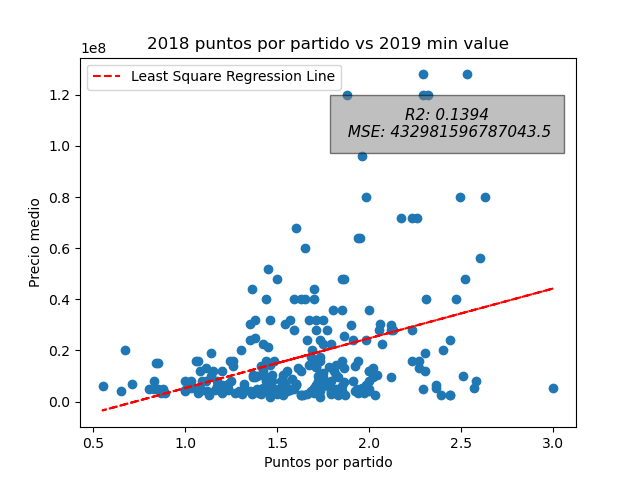 2018 puntos por partido vs 2019 min value
1e8
Least Square Regression Line
R2: 0.1394
MSE: 432981596787043.5
1.2
1.0
0.8
0.6
0.4
0.2
0.0
Precio medio
0.5 1.0 1.5 2.0 2.5 3.0
Puntos por partido